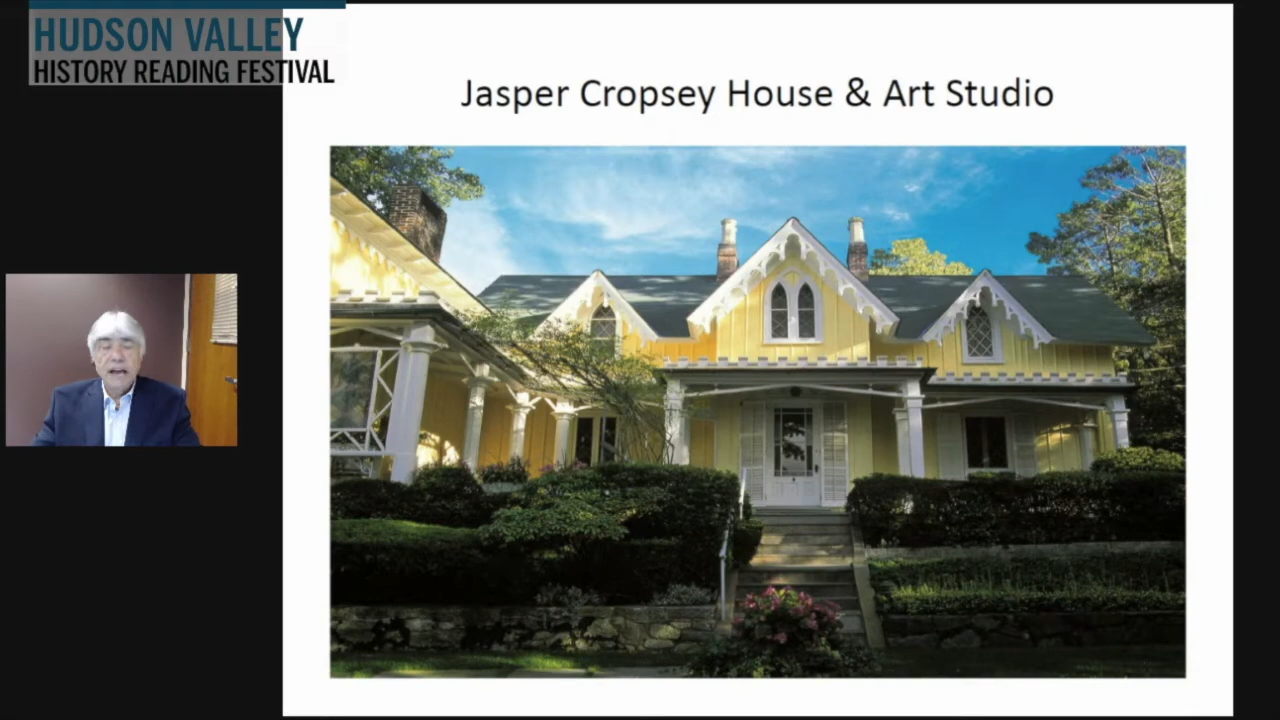 HUDSON VALLEY
HISTORY READING FESTIVAL
Jasper Cropsey House & Art Studio